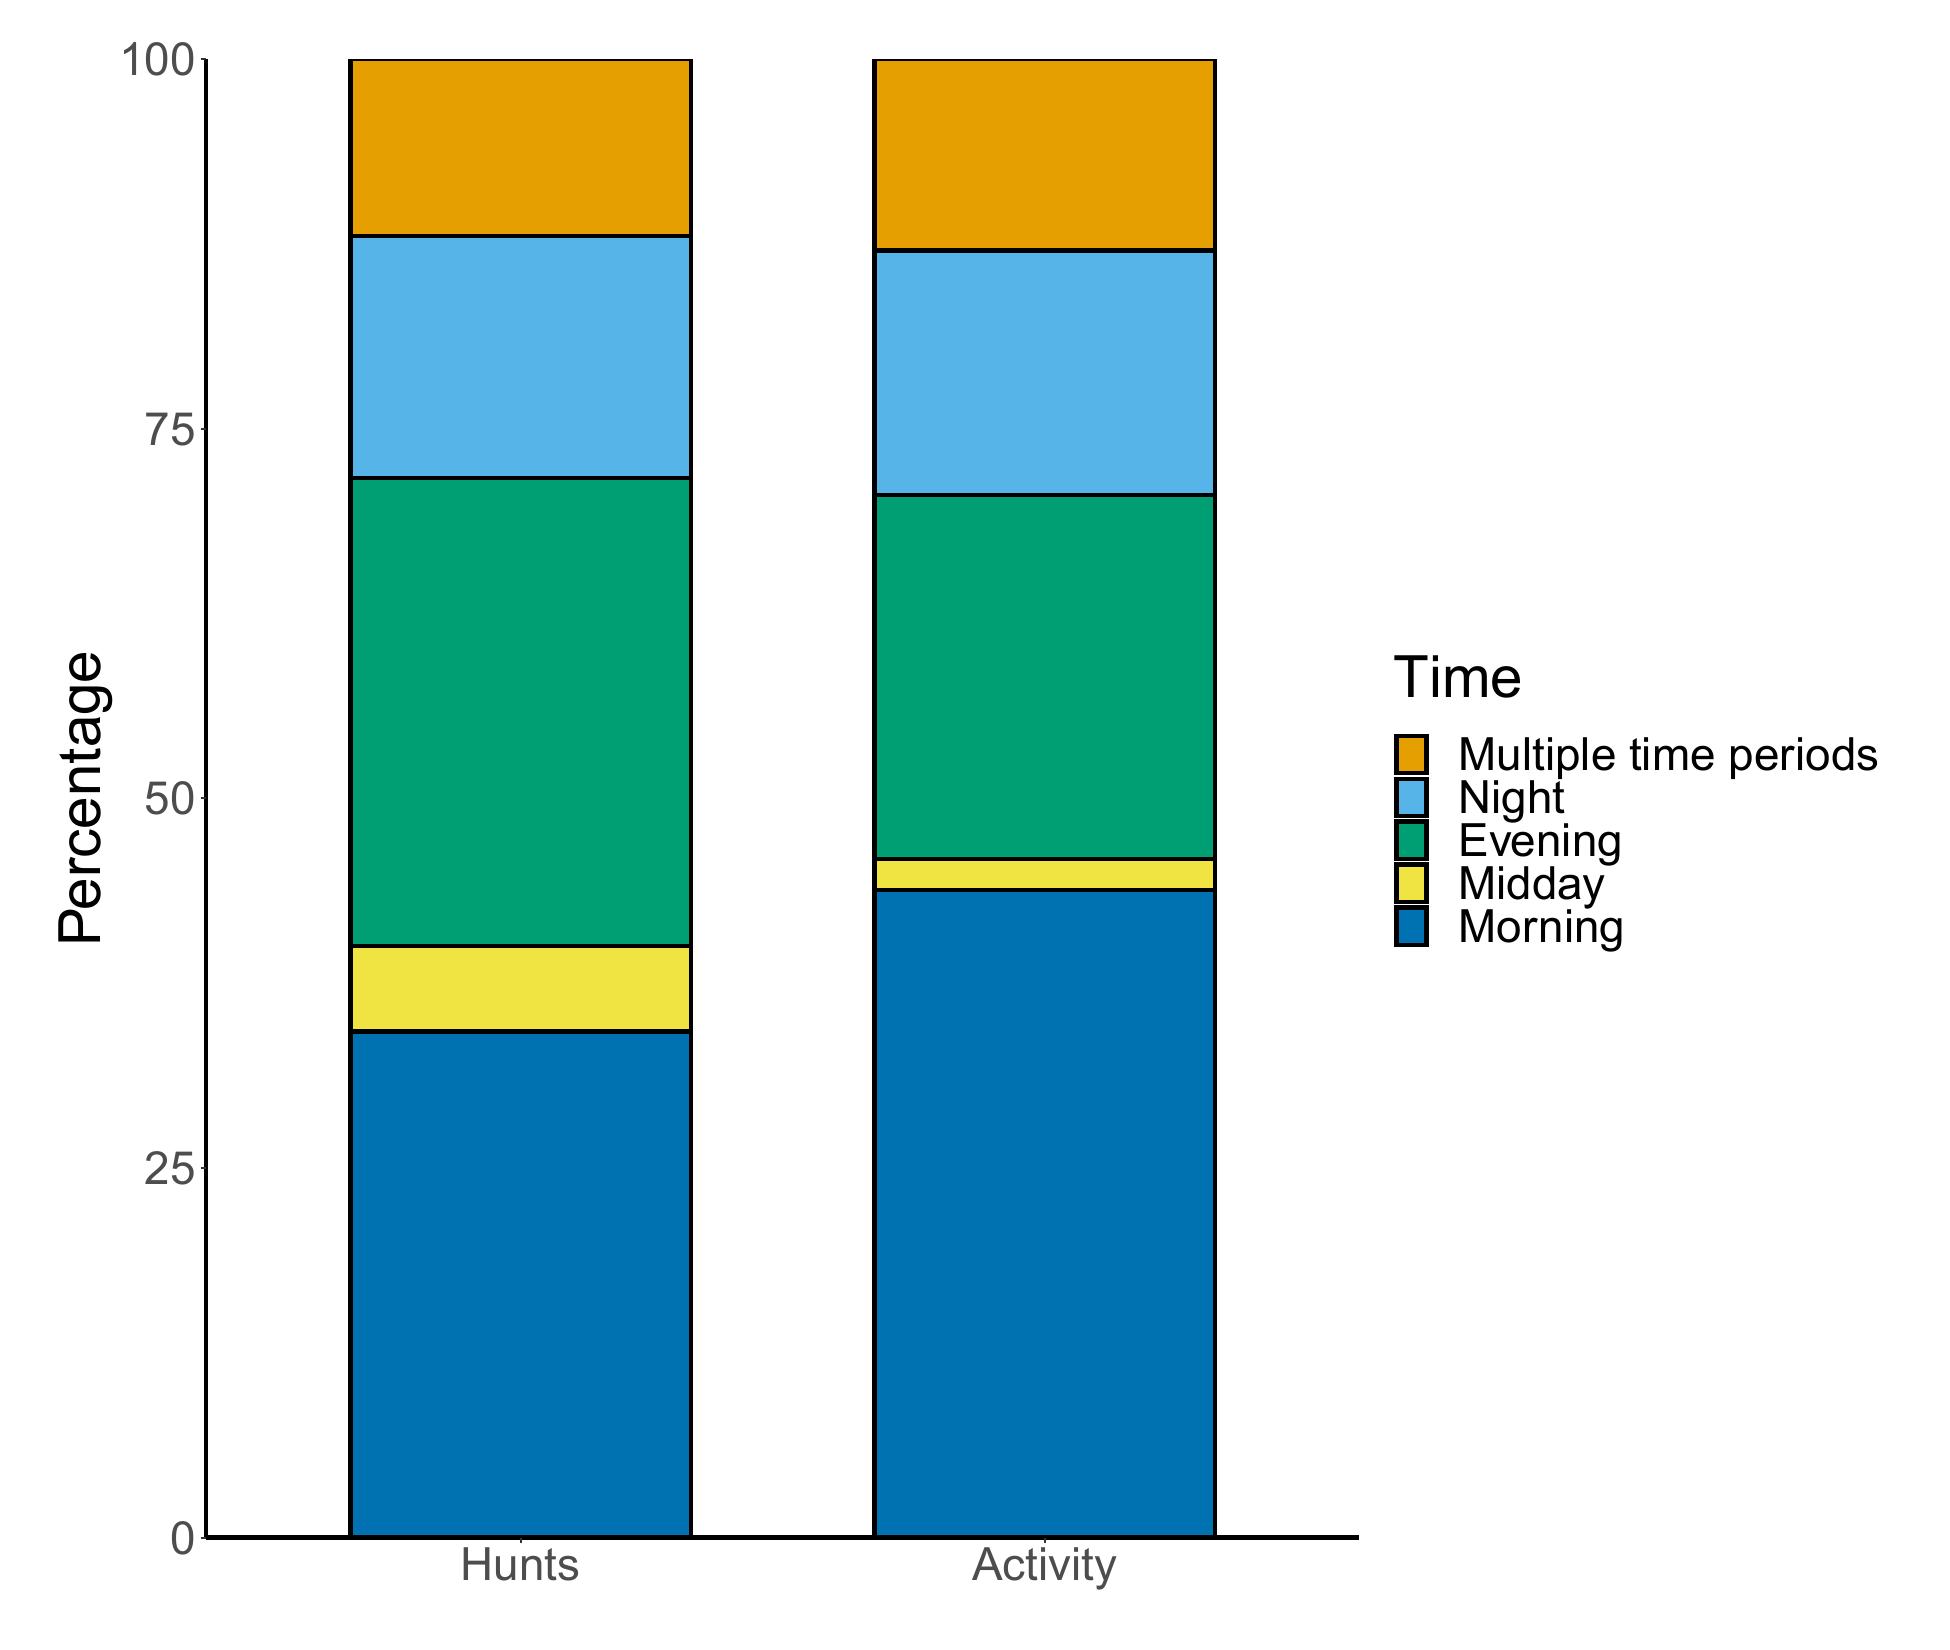 100
75
50
25
0
Percentage
Hunts
Activity
Time
Multiple time periods
Night
Evening
Midday
Morning